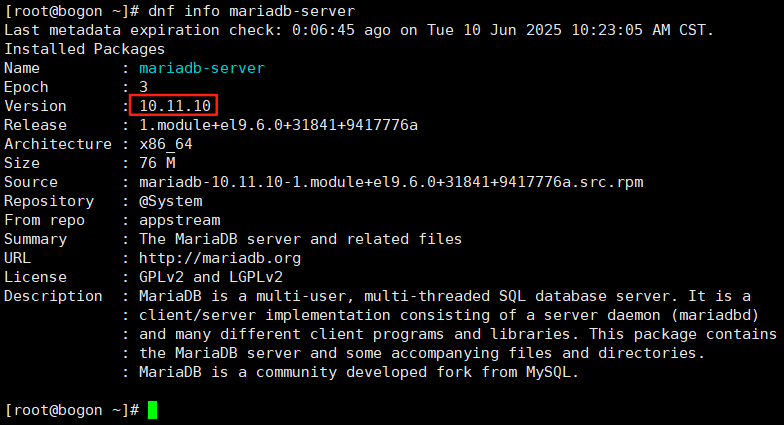 [root@bogon ~]# dnf info mariadb-server
Last metadata expiration check: 0:06:45 ago on Tue 10 Jun 2025 10:23:05 AM CST.
Installed Packages
Name         : mariadb-server
Epoch        : 3
Version      : 10.11.10
Release      : 1.module+el9.6.0+31841+9417776a
Architecture : x86_64
Size         : 76 M
Source       : mariadb-10.11.10-1.module+el9.6.0+31841+9417776a.src.rpm
Repository   : @System
From repo    : appstream
Summary      : The MariaDB server and related files
URL          : http://mariadb.org
License      : GPLv2 and LGPLv2
Description  : MariaDB is a multi-user, multi-threaded SQL database server. It is a
             : client/server implementation consisting of a server daemon (mariadbd)
             : and many different client programs and libraries. This package contains
             : the MariaDB server and some accompanying files and directories.
             : MariaDB is a community developed fork from MySQL.
[root@bogon ~]#